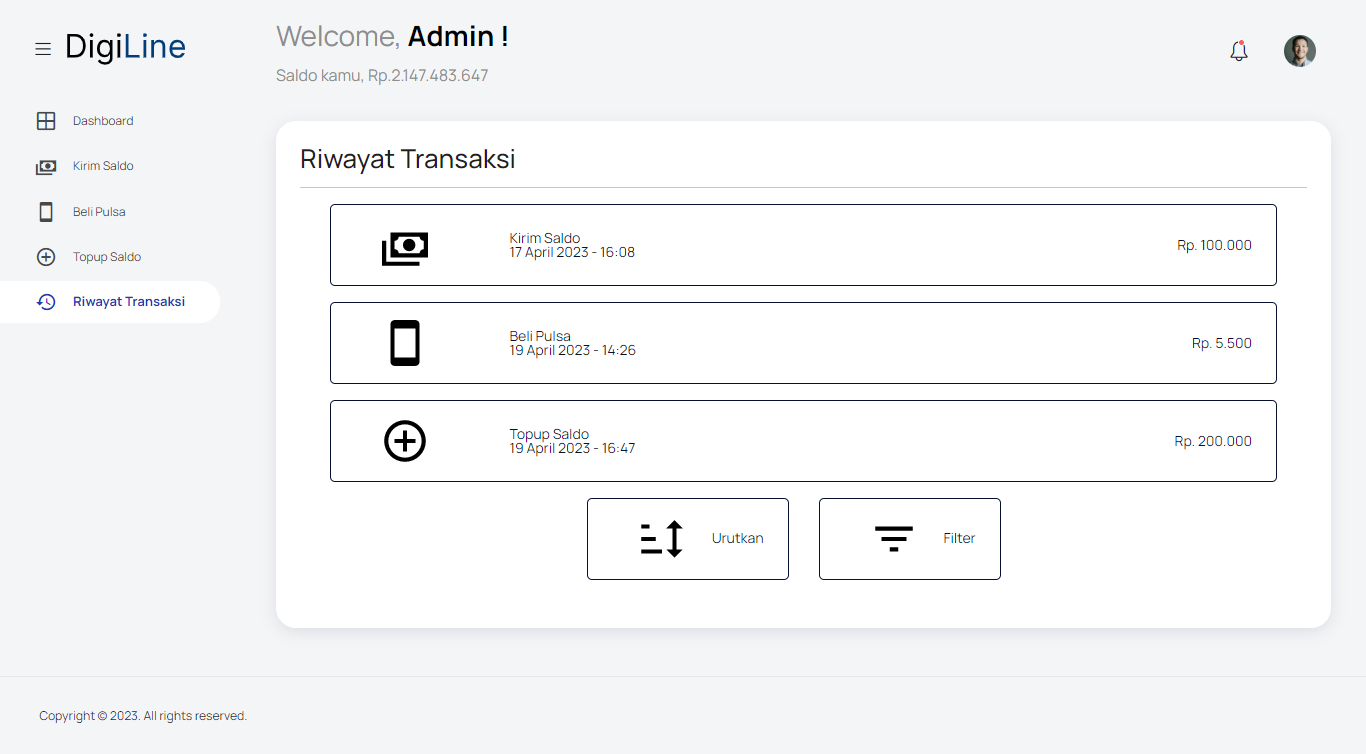 DigiLine
Welcome, Admin !
Saldo kamu, Rp.2.147.483.647
Dashboard
Kirim Saldo
Beli Pulsa
Topup Saldo
Riwayat Transaksi
Riwayat Transaksi
Kirim Saldo
17 April 2023 - 16:08
Rp. 100.000
Beli Pulsa
19 April 2023 - 14:26
Rp. 5.500
Topup Saldo
19 April 2023 - 16:47
Rp. 200.000
Urutkan
Filter
Copyright © 2023. All rights reserved.